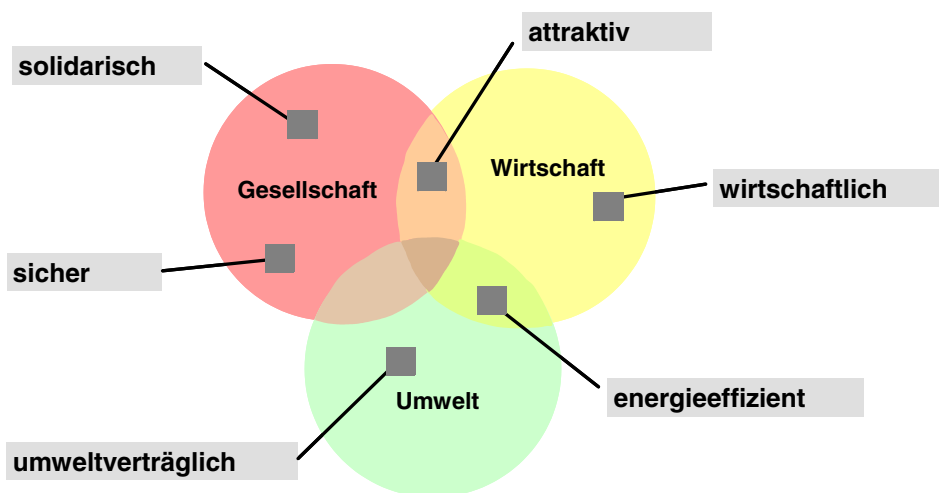 attraktiv
solidarisch
Wirtschaft
Gesellschaft
wirtschaftlich
sicher
energieeffizient
Umwelt
umweltverträglich